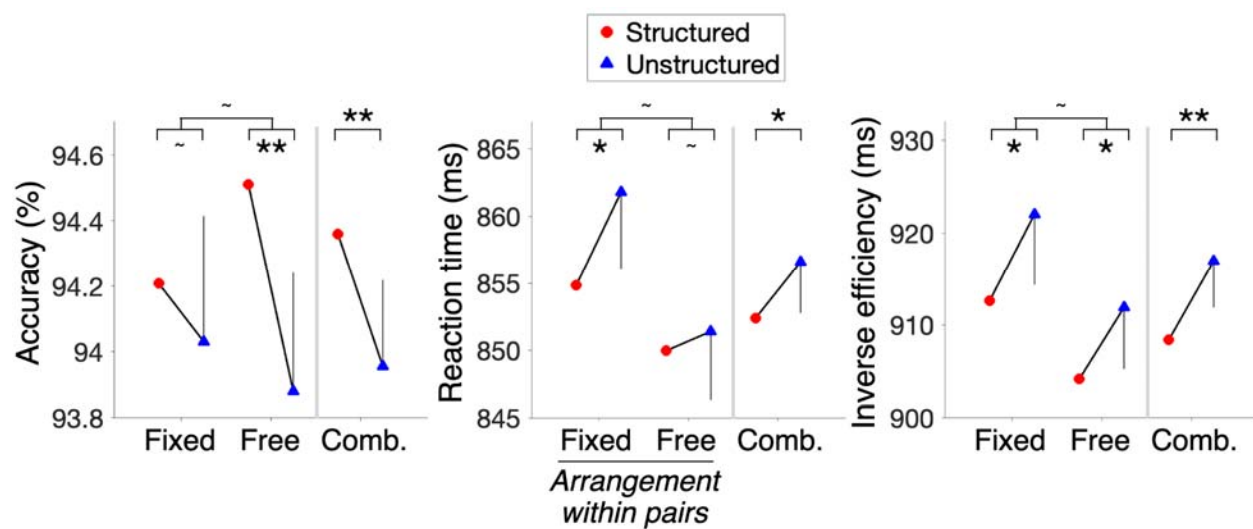 Structured
Unstructured
Accuracy (%)
94.6
94.4
94.2
94
93.8
~
~
**
**
Fixed
Free
Comb.
Reaction time (ms)
865
860
855
850
845
~
*
~
*
Fixed
Free
Comb.
Arrangement
within pairs
Inverse efficiency (ms)
930
920
910
900
~
*
*
**
Fixed
Free
Comb.